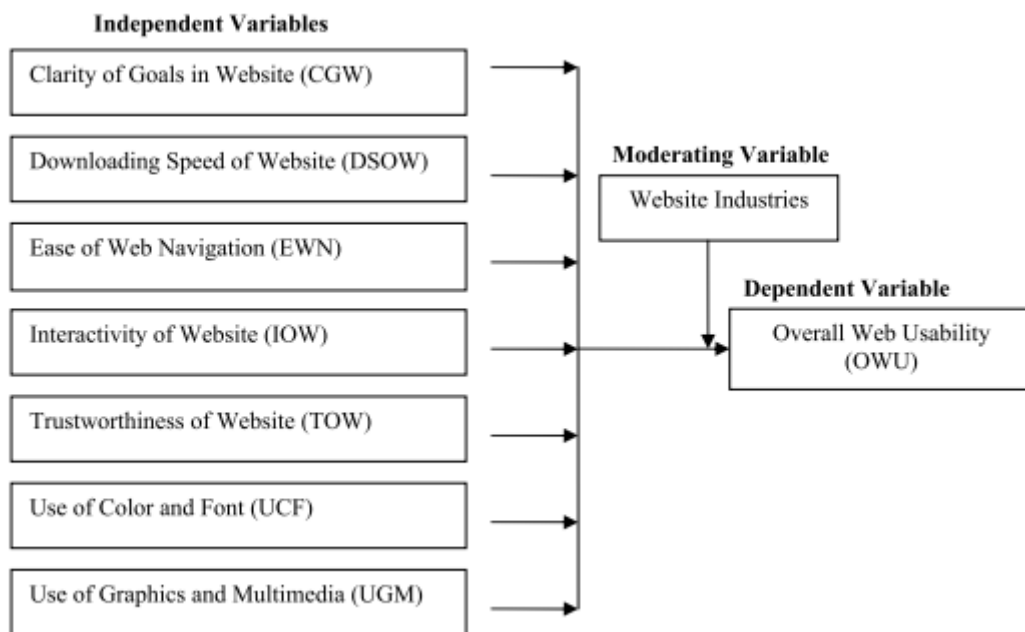 Independent Variables
Clarity of Goals in Website (CGW)
Downloading Speed of Website (DSOW)
Ease of Web Navigation (EWN)
Interactivity of Website (IOW)
Trustworthiness of Website (TOW)
Use of Color and Font (UCF)
Use of Graphics and Multimedia (UGM)
Moderating Variable
Website Industries
Dependent Variable
Overall Web Usability
(OWU)